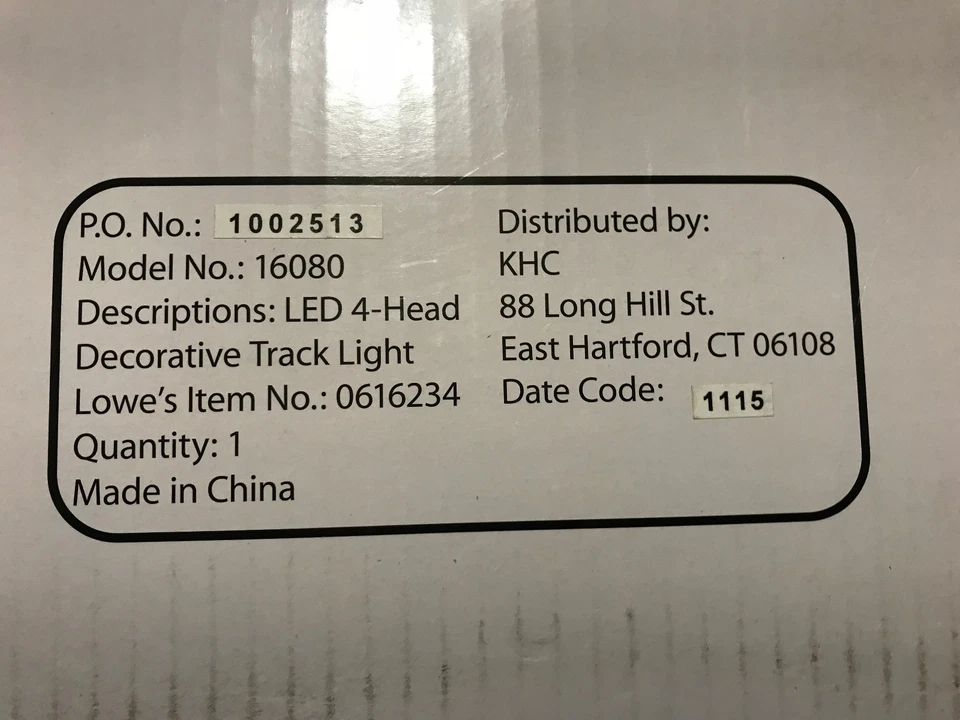 P.O. No.: 1002513
Model No.: 16080
Descriptions: LED 4-Head
Decorative Track Light
Lowe's Item No.: 0616234
Quantity: 1
Made in China
Distributed by:
KHC
88 Long Hill St.
East Hartford, CT 06108
Date Code: 1115